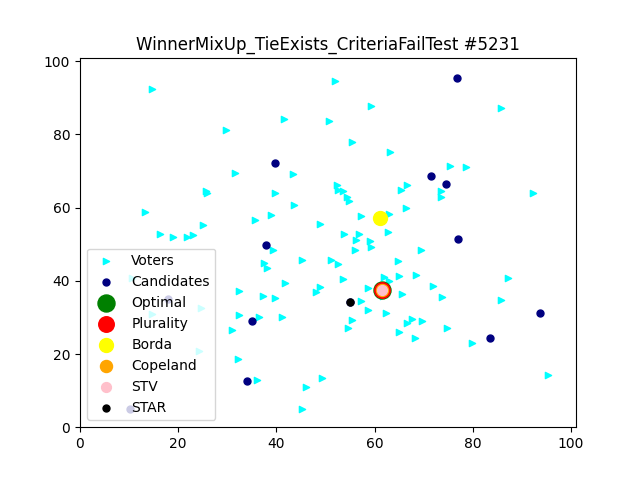 WinnerMixUp_TieExists_CriteriaFailTest #5231
100
80
60
40
20
0
Voters
Candidates
Optimal
Plurality
Borda
Copeland
STV
STAR
0 20 40 60 80 100